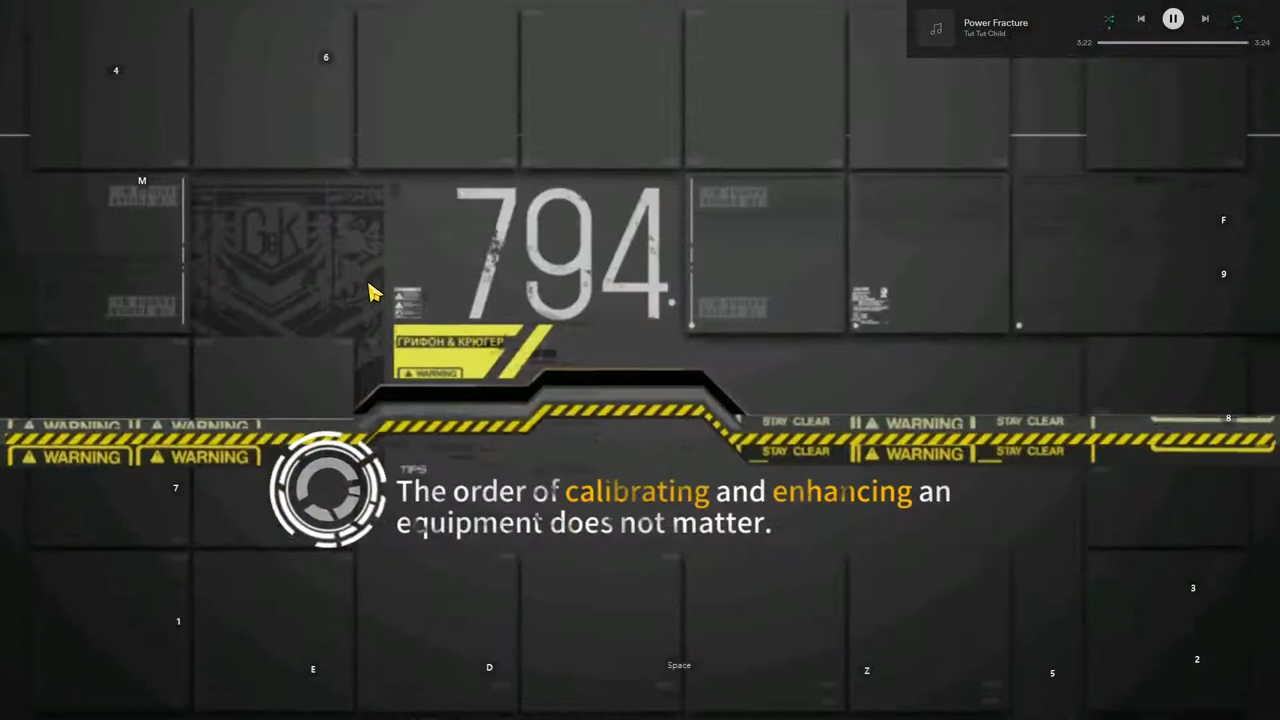 Power Fracture
Tut Tut Child
3:22
3:24
6
4
M
G&K
794.
F
9
ГРИФОН & КРЮГЕР
WARNING
WARNING WARNING
STAY CLEAR WARNING STAY CLEAR
8
WARNING WARNING
STAY CLEAR WARNING STAY CLEAR
TIPS
7
The order of calibrating and enhancing an
equipment does not matter.
3
1
2
E
D
Space
Z
5